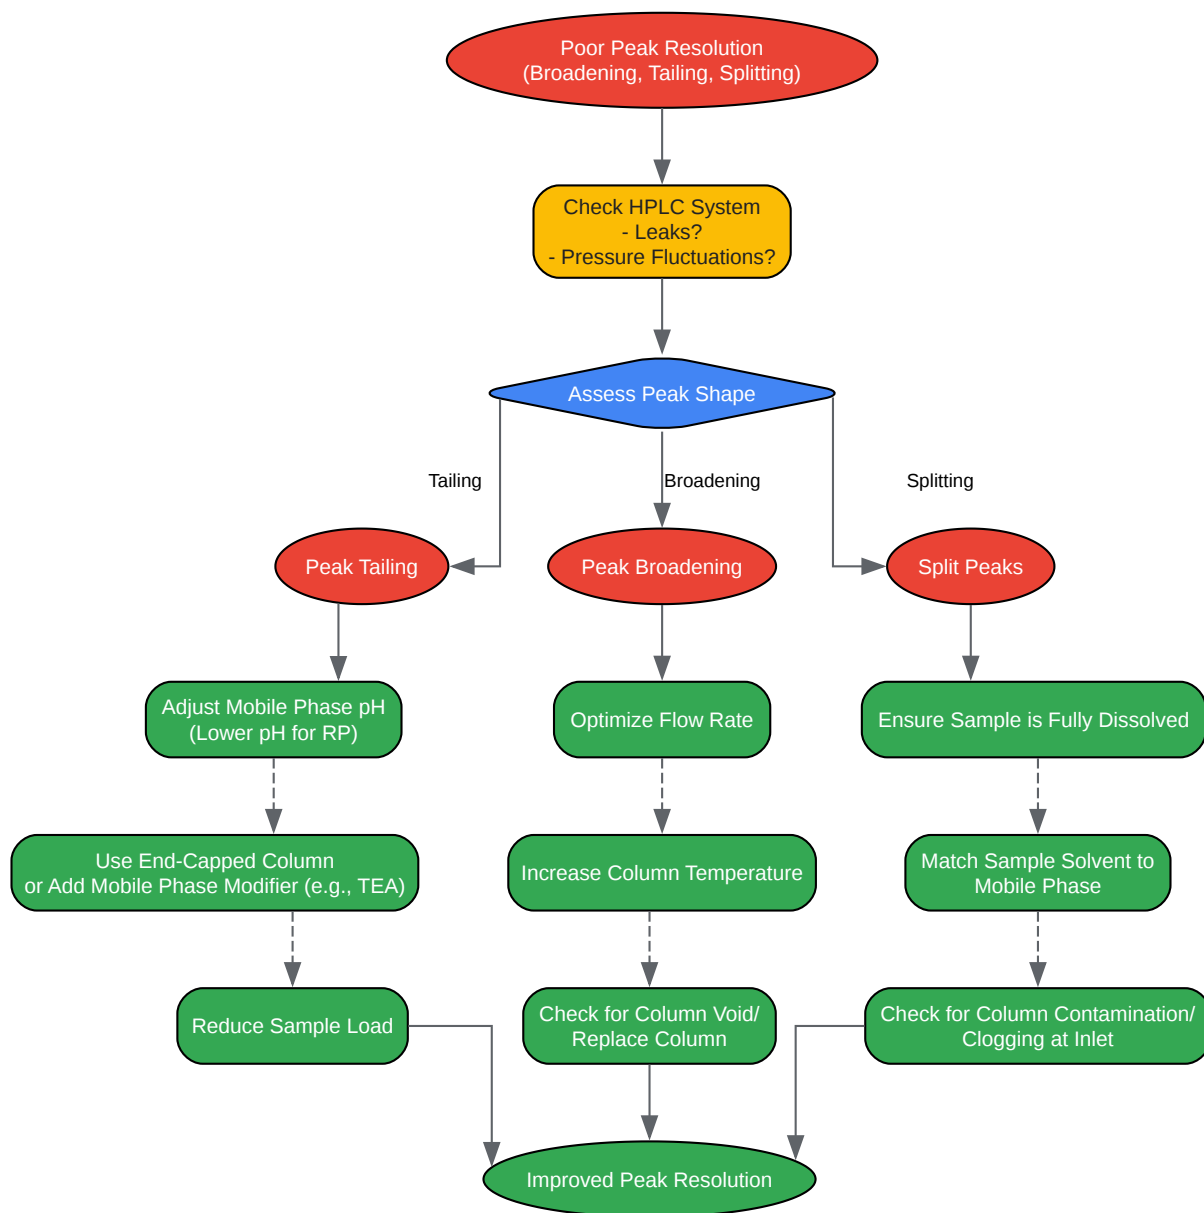 Poor Peak Resolution
(Broadening, Tailing, Splitting)
Check HPLC System
- Leaks?
- Pressure Fluctuations?
Assess Peak Shape
Tailing
Broadening
Splitting
Peak Tailing
Peak Broadening
Split Peaks
Adjust Mobile Phase pH
(Lower pH for RP)
Optimize Flow Rate
Ensure Sample is Fully Dissolved
Use End-Capped Column
or Add Mobile Phase Modifier (e.g., TEA)
Increase Column Temperature
Match Sample Solvent to
Mobile Phase
Reduce Sample Load
Check for Column Void/
Replace Column
Check for Column Contamination/
Clogging at Inlet
Improved Peak Resolution